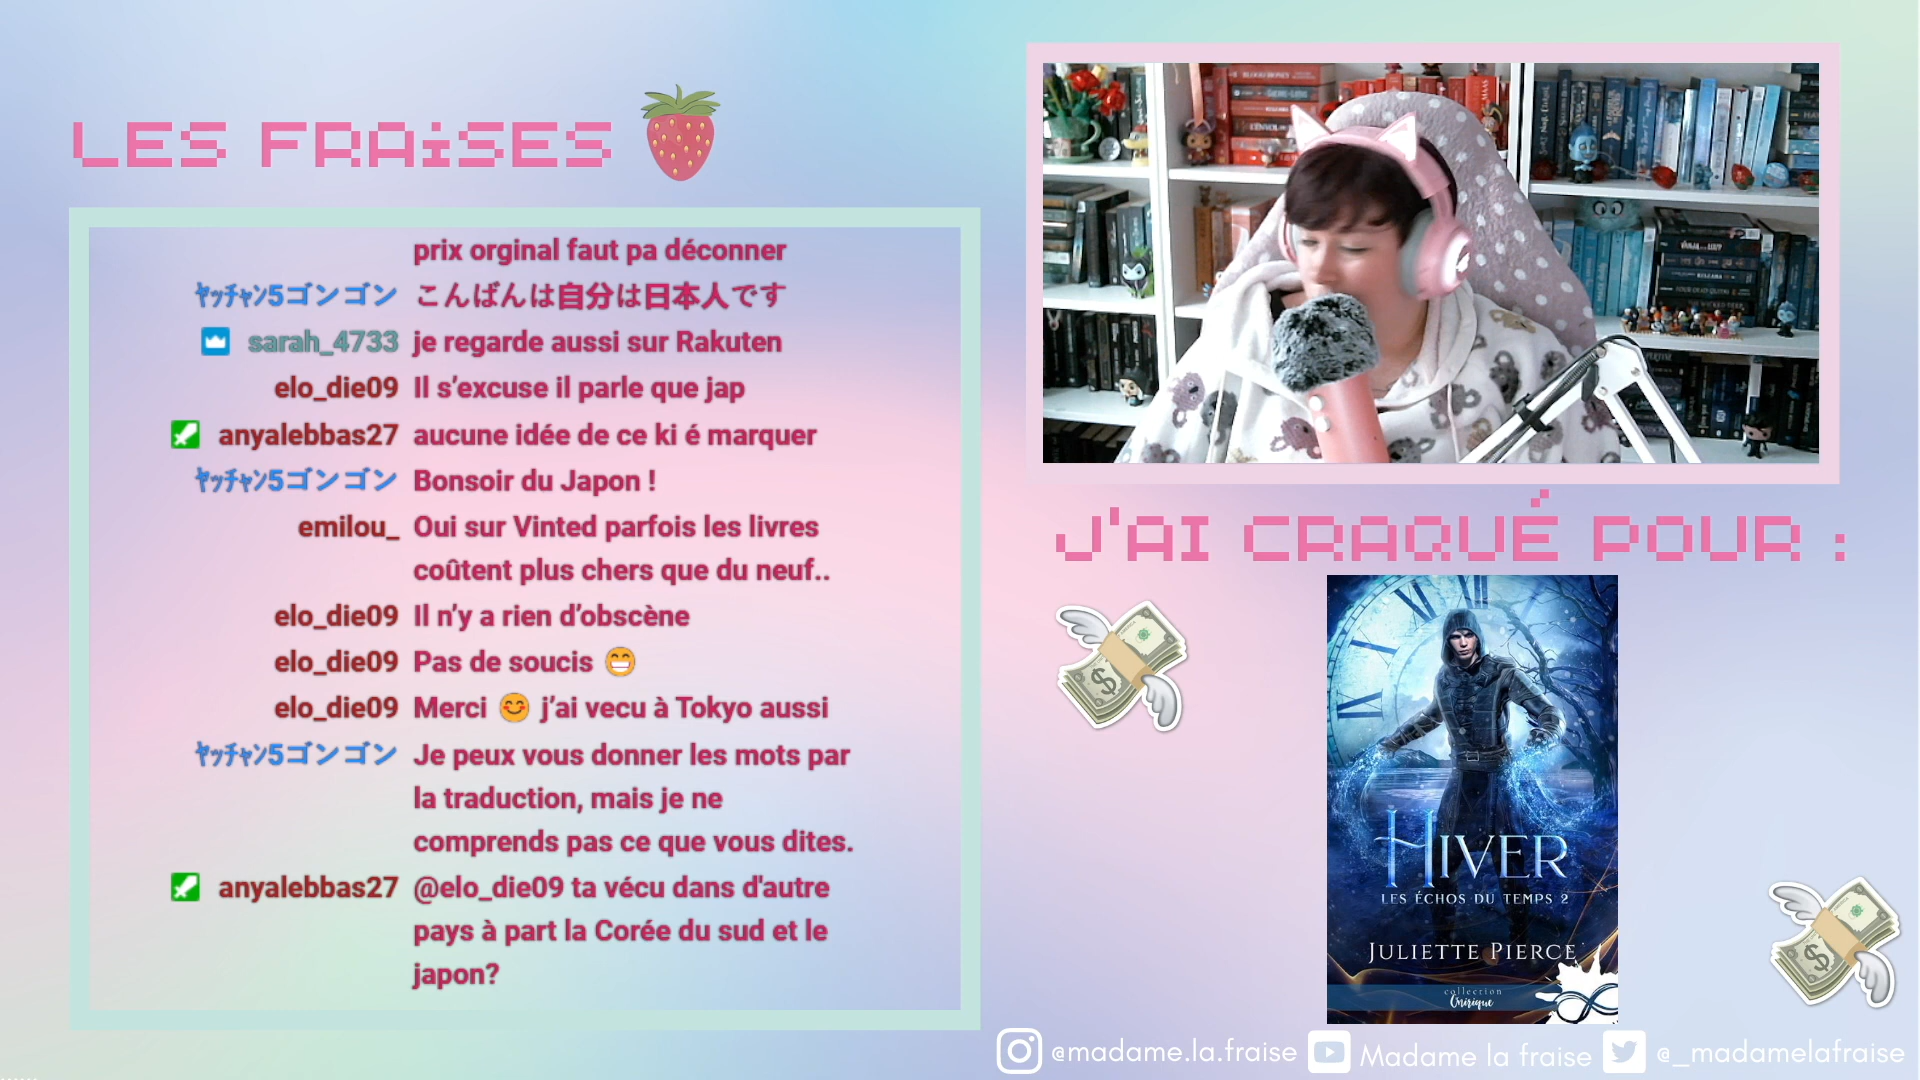 LES FRAiSES
prix orginal faut pa déconner
ﾔｯﾁｬﾝ5ゴンゴン こんばんは自分は日本人です
sarah_4733 je regarde aussi sur Rakuten
elo_die09 Il s'excuse il parle que jap
anyalebbas27 aucune idée de ce ki é marquer
ﾔｯﾁｬﾝ5ゴンゴン Bonsoir du Japon !
emilou_ Oui sur Vinted parfois les livres
coûtent plus chers que du neuf..
elo_die09 Il n'y a rien d'obscène
elo_die09 Pas de soucis 😁
elo_die09 Merci 😊 j'ai vecu à Tokyo aussi
ﾔｯﾁｬﾝ5ゴンゴン Je peux vous donner les mots par
la traduction, mais je ne
comprends pas ce que vous dites.
anyalebbas27 @elo_die09 ta vécu dans d'autre
pays à part la Corée du sud et le
japon?
J'AI CRAQUÉ POUR :
HIVER
LES ÉCHOS DU TEMPS 2
JULIETTE PIERCE
collection
Onirique
@madame.la.fraise Madame la fraise @_madamelafraise